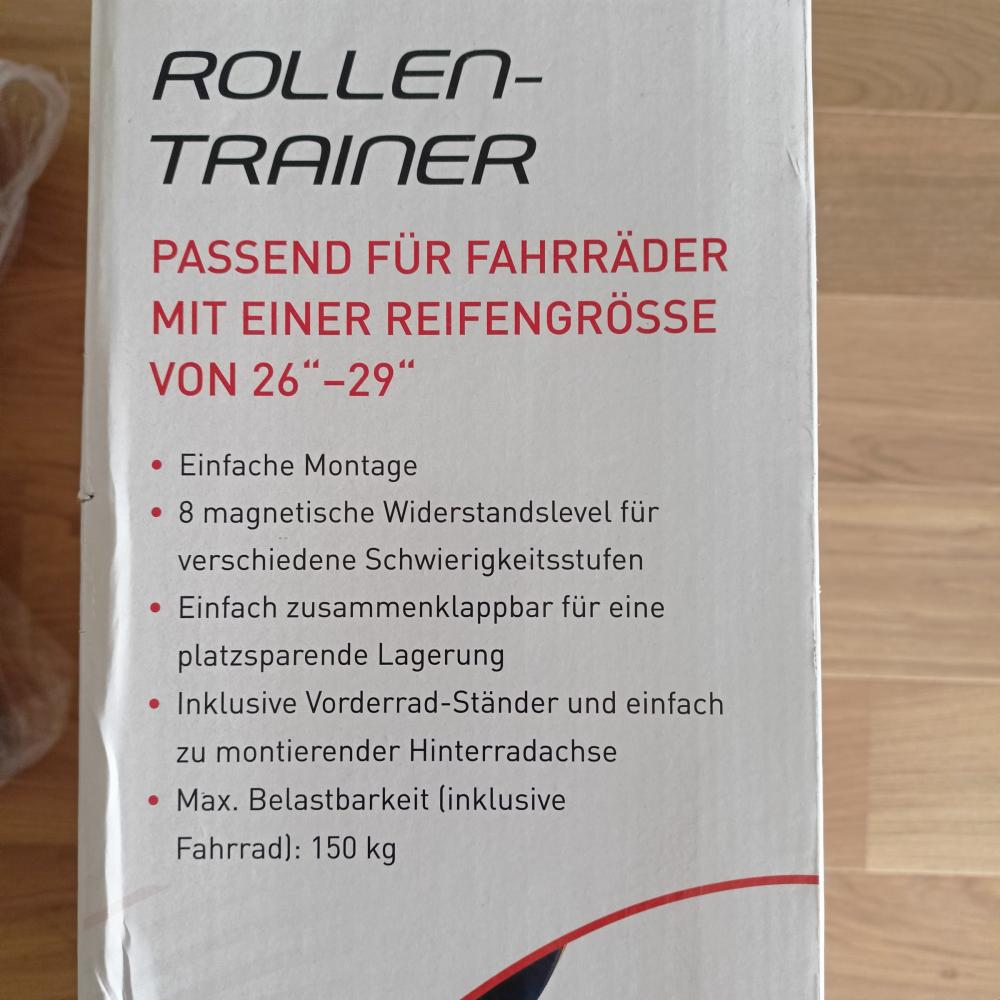 ROLLEN-
TRAINER
PASSEND FÜR FAHRRÄDER
MIT EINER REIFENGRÖSSE
VON 26“–29“
• Einfache Montage
• 8 magnetische Widerstandslevel für
verschiedene Schwierigkeitsstufen
• Einfach zusammenklappbar für eine
platzsparende Lagerung
• Inklusive Vorderrad-Ständer und einfach
zu montierender Hinterradachse
• Max. Belastbarkeit (inklusive
Fahrrad): 150 kg